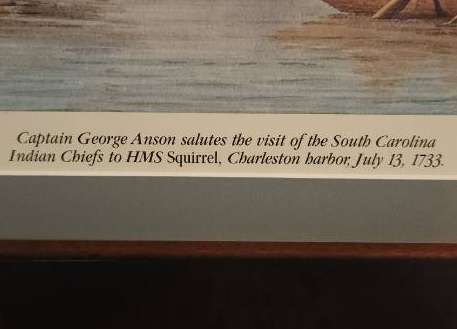 Captain George Anson salutes the visit of the South Carolina
Indian Chiefs to HMS Squirrel, Charleston harbor, July 13, 1733.